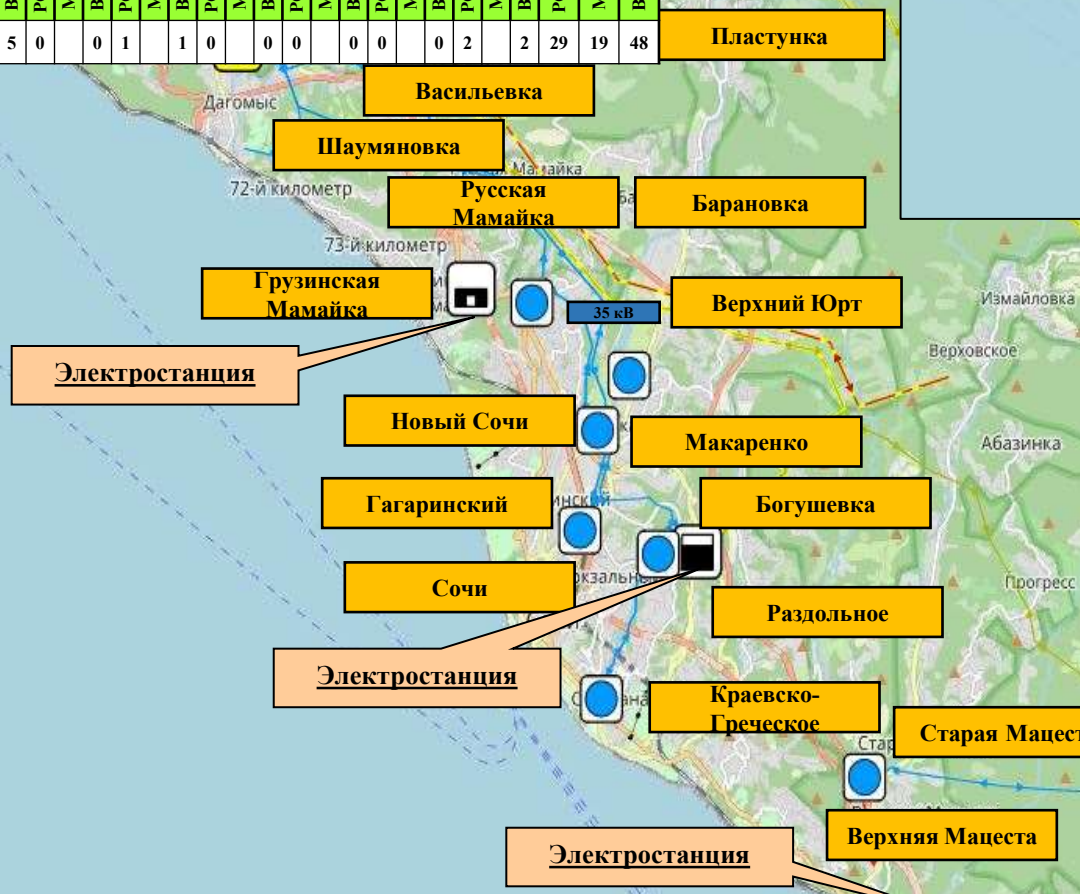 В Р М В Р М В Р М В Р М В Р М В Р М В Р М В
5 0 0 1 1 0 0 0 0 0 0 2 2 29 19 48
Пластунка
Васильевка
Дагомыс
Шаумяновка
72-й километр
Русская
Мамайка
Барановка
73-й километр
Грузинская
Мамайка
Верхний Юрт
35 кВ
Измайловка
Верховское
Электростанция
Новый Сочи
Макаренко
Абазинка
Гагаринский
Богушевка
Сочи
Прогресс
Раздольное
Электростанция
Краевско-
Греческое
Старая Мацест
Верхняя Мацеста
Электростанция